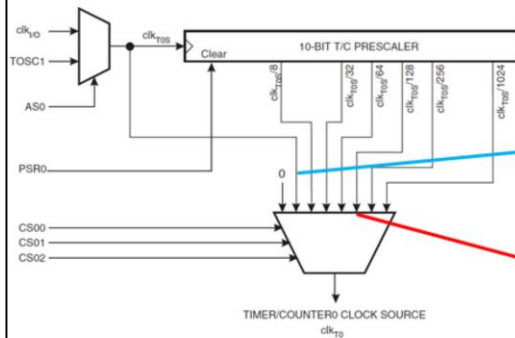 clkI/O
TOSC1
AS0
PSR0
clkT0S
Clear
10-BIT T/C PRESCALER
clkT0S/8
clkT0S/32
clkT0S/64
clkT0S/128
clkT0S/256
clkT0S/1024
0
CS00
CS01
CS02
TIMER/COUNTER0 CLOCK SOURCE
clkT0